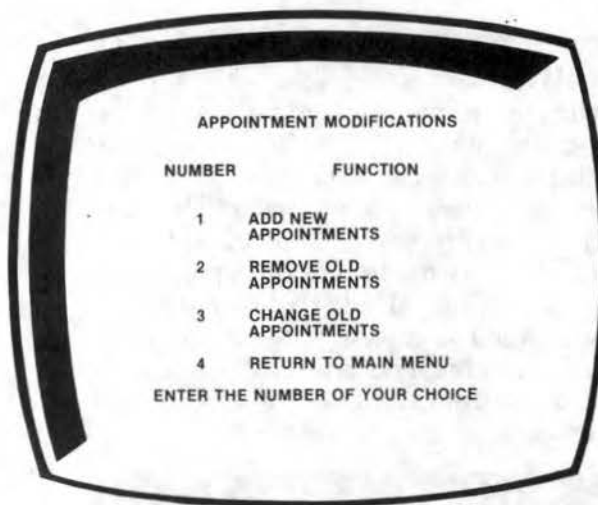 APPOINTMENT MODIFICATIONS
NUMBER FUNCTION
1 ADD NEW
APPOINTMENTS
2 REMOVE OLD
APPOINTMENTS
3 CHANGE OLD
APPOINTMENTS
4 RETURN TO MAIN MENU
ENTER THE NUMBER OF YOUR CHOICE